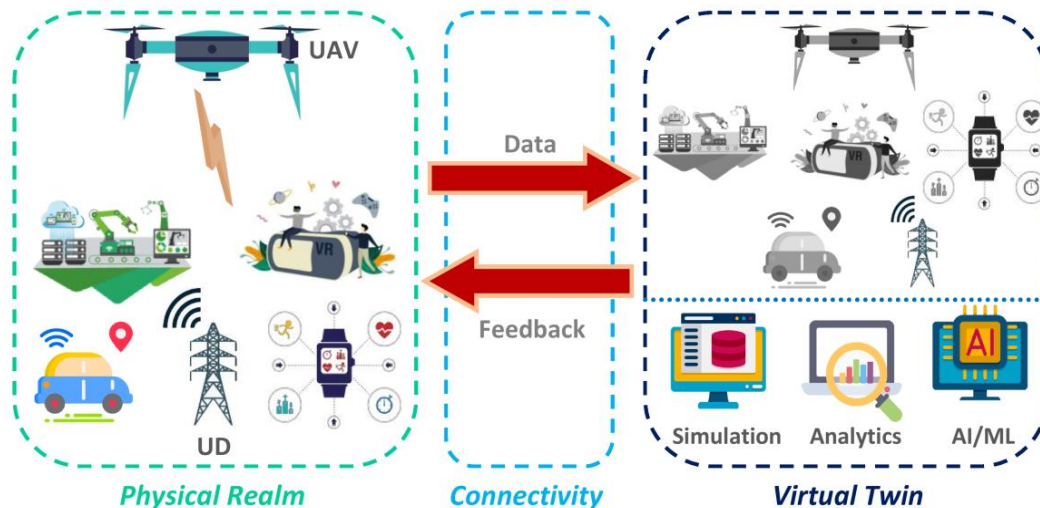 UAV
VR
UD
Physical Realm
Data
Feedback
Connectivity
VR
Simulation
Analytics
AI
AI/ML
Virtual Twin